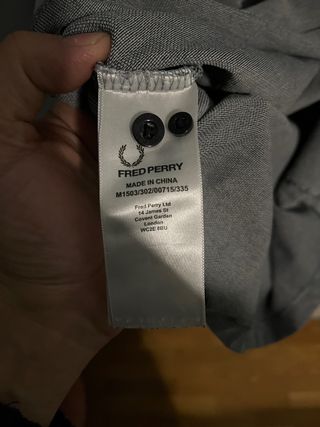 FRED PERRY
MADE IN CHINA
M1503/302/00715/335
Fred Perry Ltd
14 James St
Covent Garden
London
WC2E 8BU